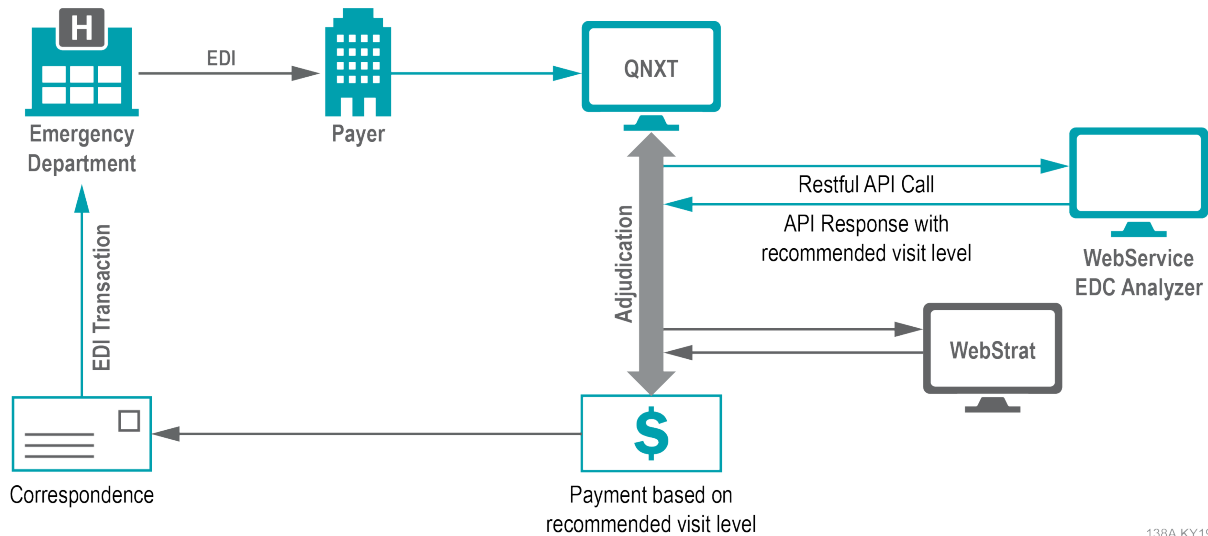 H
EDI
QNXT
Emergency
Department
Payer
Restful API Call
API Response with
recommended visit level
WebService
EDC Analyzer
Adjudication
EDI Transaction
WebStrat
$
Correspondence
Payment based on
recommended visit level